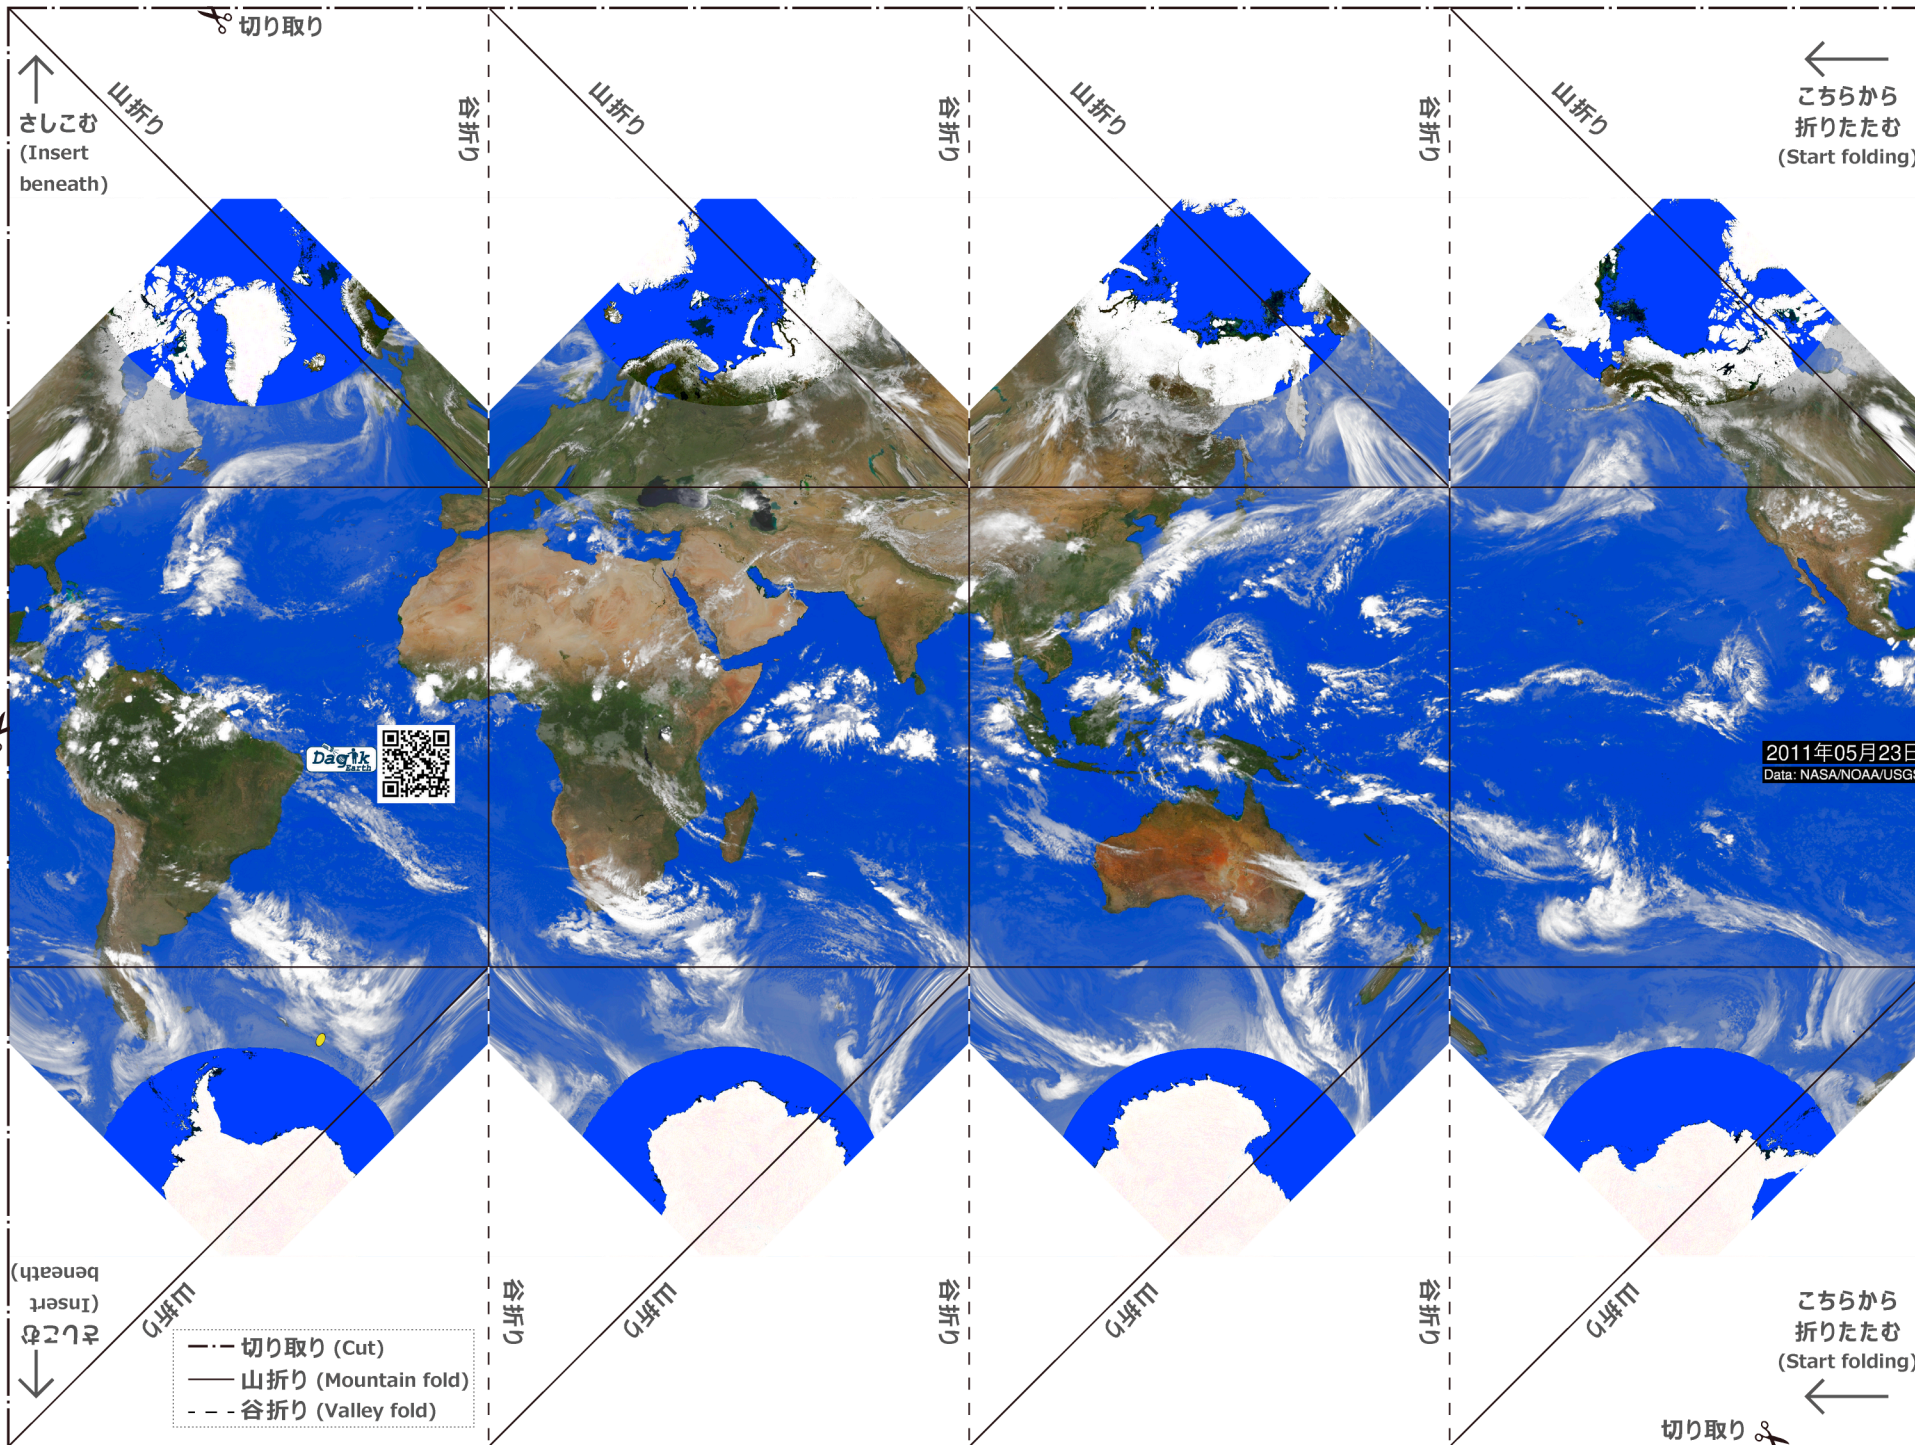 切り取り
さしこむ
(Insert
beneath)
山折り
谷折り
山折り
谷折り
山折り
谷折り
山折り
こちらから
折りたたむ
(Start folding)
Dagik
Earth
2011年05月23日
Data: NASA/NOAA/USGS
さしこむ
(Insert
beneath)
山折り
谷折り
山折り
谷折り
山折り
谷折り
山折り
こちらから
折りたたむ
(Start folding)
切り取り (Cut)
山折り (Mountain fold)
谷折り (Valley fold)
切り取り